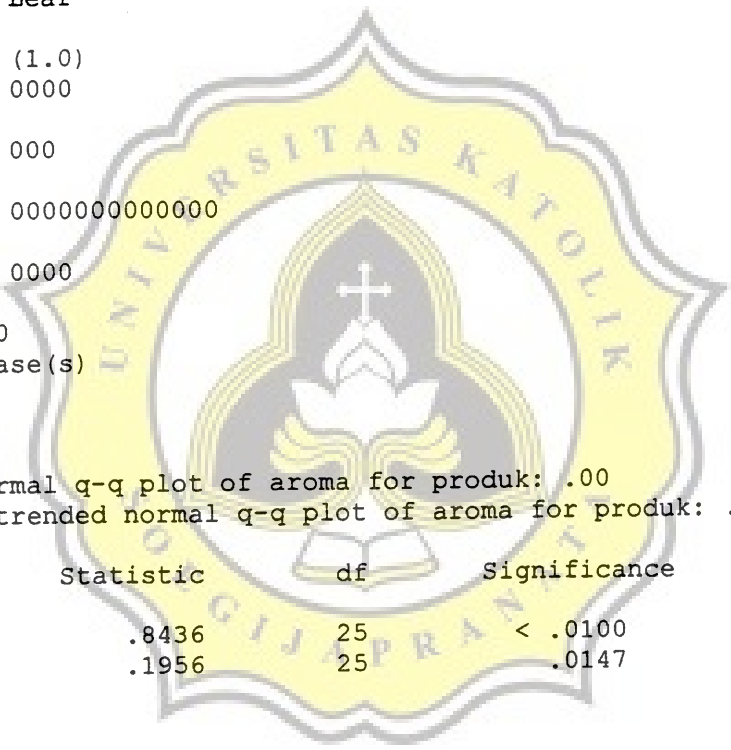 Leaf
(1.0)
0000
000
0000000000000
0000
0
ase(s)
rmal q-q plot of aroma for produk: .00
trended normal q-q plot of aroma for produk: .
Statistic df Significance
.8436 25 < .0100
.1956 25 .0147
UNIVERSITAS KATOLIK
SOEGIJAPRANATA